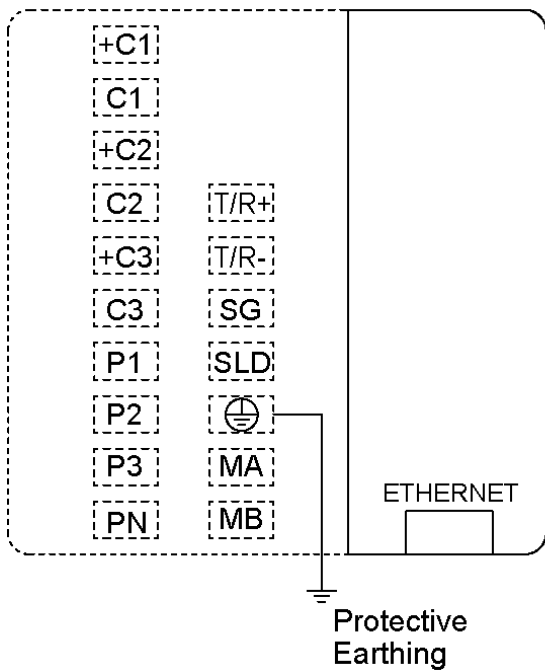 +C1
C1
+C2
C2
T/R+
+C3
T/R-
C3
SG
P1
SLD
P2
P3
MA
PN
MB
ETHERNET
Protective
Earthing